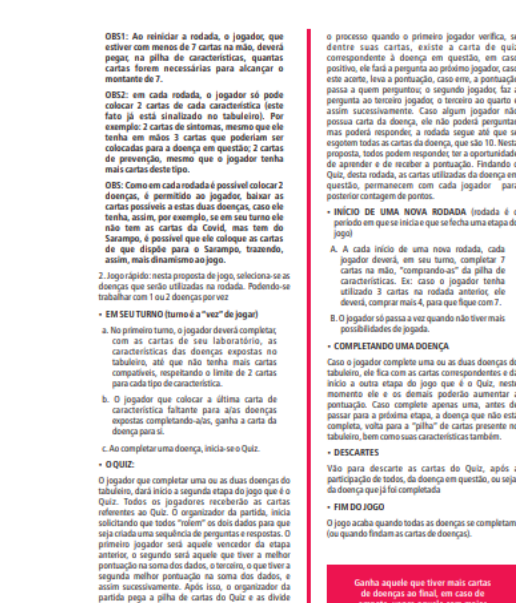 OBS1: Ao reiniciar a rodada, o jogador, que
estiver com menos de 7 cartas na mão, deverá
pegar, na pilha de características, quantas
cartas forem necessárias para alcançar o
montante de 7.
OBS2: em cada rodada, o jogador só pode
colocar 2 cartas de cada característica (este
fato já está sinalizado no tabuleiro). Por
exemplo: 2 cartas de sintomas, mesmo que ele
tenha em mãos 3 cartas que poderiam ser
colocadas para a doença em questão; 2 cartas
de prevenção, mesmo que o jogador tenha
mais cartas deste tipo.
OBS: Como em cada rodada é possível colocar 2
doenças, é permitido ao jogador, baixar as
cartas possíveis a estas duas doenças, caso ele
tenha, assim, por exemplo, se em seu turno ele
não tem as cartas da Covid, mas tem do
Sarampo, é possível que ele coloque as cartas
de que dispõe para o Sarampo, trazendo,
assim, mais dinamismo ao jogo.
2. Jogo rápido: nesta proposta de jogo, seleciona-se as
doenças que serão utilizadas na rodada. Podendo-se
trabalhar com 1 ou 2 doenças por vez
• EM SEU TURNO (turno é a “vez” de jogar)
a. No primeiro turno, o jogador deverá completar,
com as cartas de seu laboratório, as
características das doenças expostas no
tabuleiro, até que não tenha mais cartas
compatíveis, respeitando o limite de 2 cartas
para cada tipo de característica.
b. O jogador que colocar a última carta de
característica faltante para a/as doenças
expostas completando-a/as, ganha a carta da
doença para si.
c. Ao completar uma doença, inicia-se o Quiz.
• O QUIZ:
O jogador que completar uma ou as duas doenças do
tabuleiro, dará início a segunda etapa do jogo que é o
Quiz. Todos os jogadores receberão as cartas
referentes ao Quiz. O organizador da partida, inicia
solicitando que todos “rolem” os dois dados para que
seja criada uma sequência de perguntas e respostas. O
primeiro jogador será aquele vencedor da etapa
anterior, o segundo será aquele que tiver a melhor
pontuação na soma dos dados, o terceiro, o que tiver a
segunda melhor pontuação na soma dos dados, e
assim sucessivamente. Após isso, o organizador da
partida pega a pilha de cartas do Quiz e as divide
o processo quando o primeiro jogador verifica, se
dentre suas cartas, existe a carta de quiz
correspondente à doença em questão, em caso
positivo, ele fará a pergunta ao próximo jogador, caso
este acerte, leva a pontuação, caso erre, a pontuação
passa a quem perguntou; o segundo jogador, faz a
pergunta ao terceiro jogador, o terceiro ao quarto e
assim sucessivamente. Caso algum jogador não
possua carta da doença, ele não poderá perguntar
mas poderá responder, a rodada segue até que se
esgotem todas as cartas da doença, que são 10. Nesta
proposta, todos podem responder, ter a oportunidade
de aprender e de receber a pontuação. Findando o
Quiz, desta rodada, as cartas utilizadas da doença em
questão, permanecem com cada jogador para
posterior contagem de pontos.
• INÍCIO DE UMA NOVA RODADA (rodada é o
período em que se inicia e que se fecha uma etapa do
jogo)
A. A cada início de uma nova rodada, cada
jogador deverá, em seu turno, completar 7
cartas na mão, “comprando-as” da pilha de
características. Ex: caso o jogador tenha
utilizado 3 cartas na rodada anterior, ele
deverá, comprar mais 4, para que fique com 7.
B. O jogador só passa a vez quando não tiver mais
possibilidades de jogada.
• COMPLETANDO UMA DOENÇA
Caso o jogador complete uma ou as duas doenças do
tabuleiro, ele fica com as cartas correspondentes e da
início a outra etapa do jogo que é o Quiz, neste
momento ele e os demais poderão aumentar a
pontuação. Caso complete apenas uma, antes de
passar para a próxima etapa, a doença que não está
completa, volta para a “pilha” de cartas presente no
tabuleiro, bem como suas características também.
• DESCARTES
Vão para descarte as cartas do Quiz, após a
participação de todos, da doença em questão, ou seja,
da doença que já foi completada
• FIM DO JOGO
O jogo acaba quando todas as doenças se completam
(ou quando findam as cartas de doenças).
Ganha aquele que tiver mais cartas
de doenças ao final, em caso de